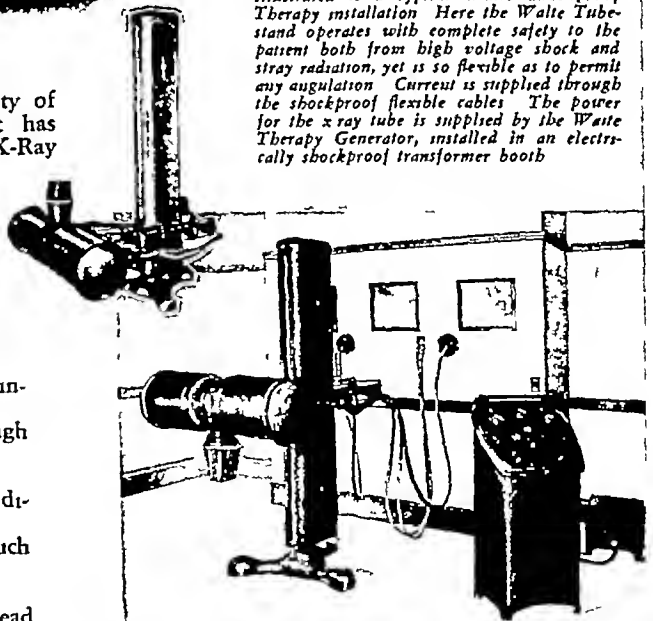 Therapy installation Here the Waite Tube-
stand operates with complete safety to the
patient both from high voltage shock and
stray radiation, yet is so flexible as to permit
any angulation Current is supplied through
the shockproof flexible cables The power
for the x ray tube is supplied by the Waite
Therapy Generator, installed in an electri-
cally shockproof transformer booth
ty of
has
X-Ray
in-
gh
di-
uch
ead